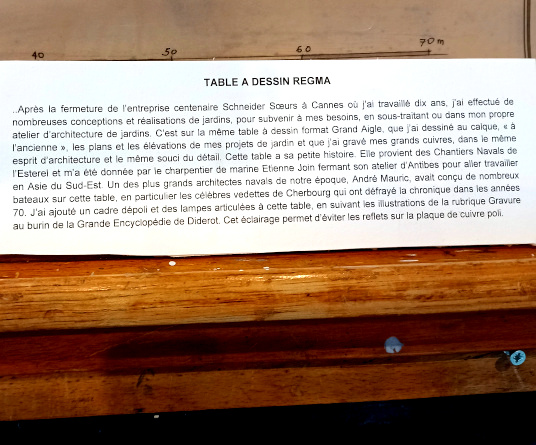 40 50 60 70 m
TABLE A DESSIN REGMA
..Après la fermeture de l'entreprise centenaire Schneider Sœurs à Cannes où j'ai travaillé dix ans, j'ai effectué de
nombreuses conceptions et réalisations de jardins, pour subvenir à mes besoins, en sous-traitant ou dans mon propre
atelier d'architecture de jardins. C'est sur la même table à dessin format Grand Aigle, que j'ai dessiné au calque, « à
l'ancienne », les plans et les élévations de mes projets de jardin et que j'ai gravé mes grands cuivres, dans le même
esprit d'architecture et le même souci du détail. Cette table a sa petite histoire. Elle provient des Chantiers Navals de
l'Esterel et m'a été donnée par le charpentier de marine Etienne Join fermant son atelier d'Antibes pour aller travailler
en Asie du Sud-Est. Un des plus grands architectes navals de notre époque, André Mauric, avait conçu de nombreux
bateaux sur cette table, en particulier les célèbres vedettes de Cherbourg qui ont défrayé la chronique dans les années
70. J'ai ajouté un cadre dépoli et des lampes articulées à cette table, en suivant les illustrations de la rubrique Gravure
au burin de la Grande Encyclopédie de Diderot. Cet éclairage permet d'éviter les reflets sur la plaque de cuivre poli.